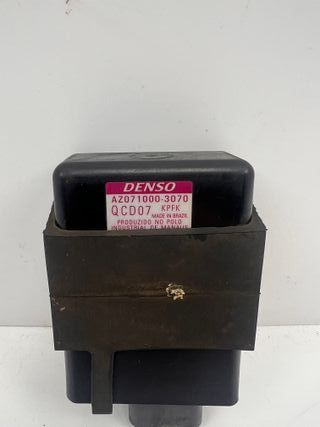 DENSO
AZ071000-3070
QCD07 KPFK
MADE IN BRAZIL
PRODUZIDO NO POLO
INDUSTRIAL DE MANAUS